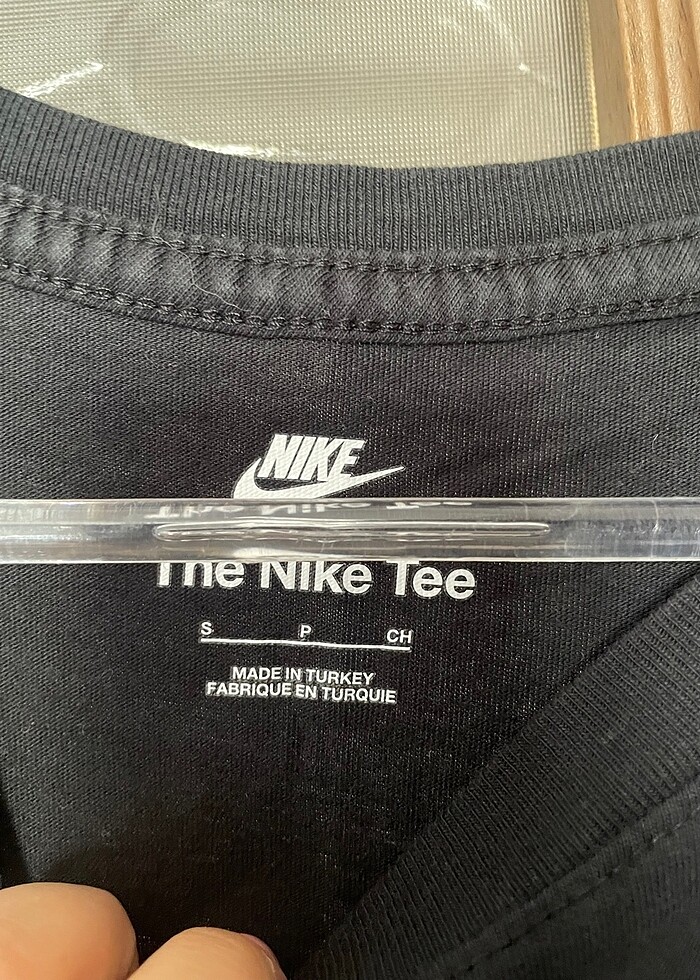 NIKE
The Nike Tee
S P CH
MADE IN TURKEY
FABRIQUE EN TURQUIE